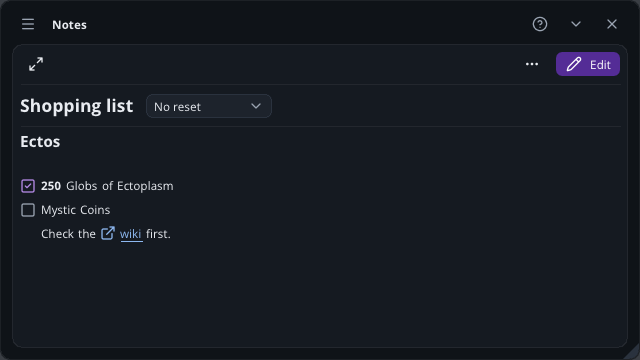 Notes
Edit
Shopping list
No reset
Ectos
250 Globs of Ectoplasm
Mystic Coins
Check the wiki first.